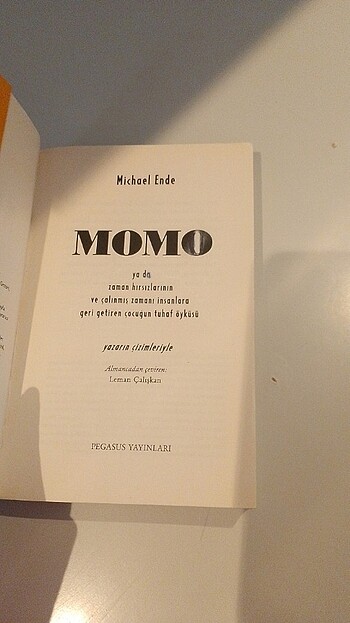 Michael Ende
MOMO
ya da
zaman hırsızlarının
ve çalınmış zamanı insanlara
geri getiren çocuğun tuhaf öyküsü
yazarın çizimleriyle
Almancadan çeviren:
Leman Çalışkan
PEGASUS YAYINLARI